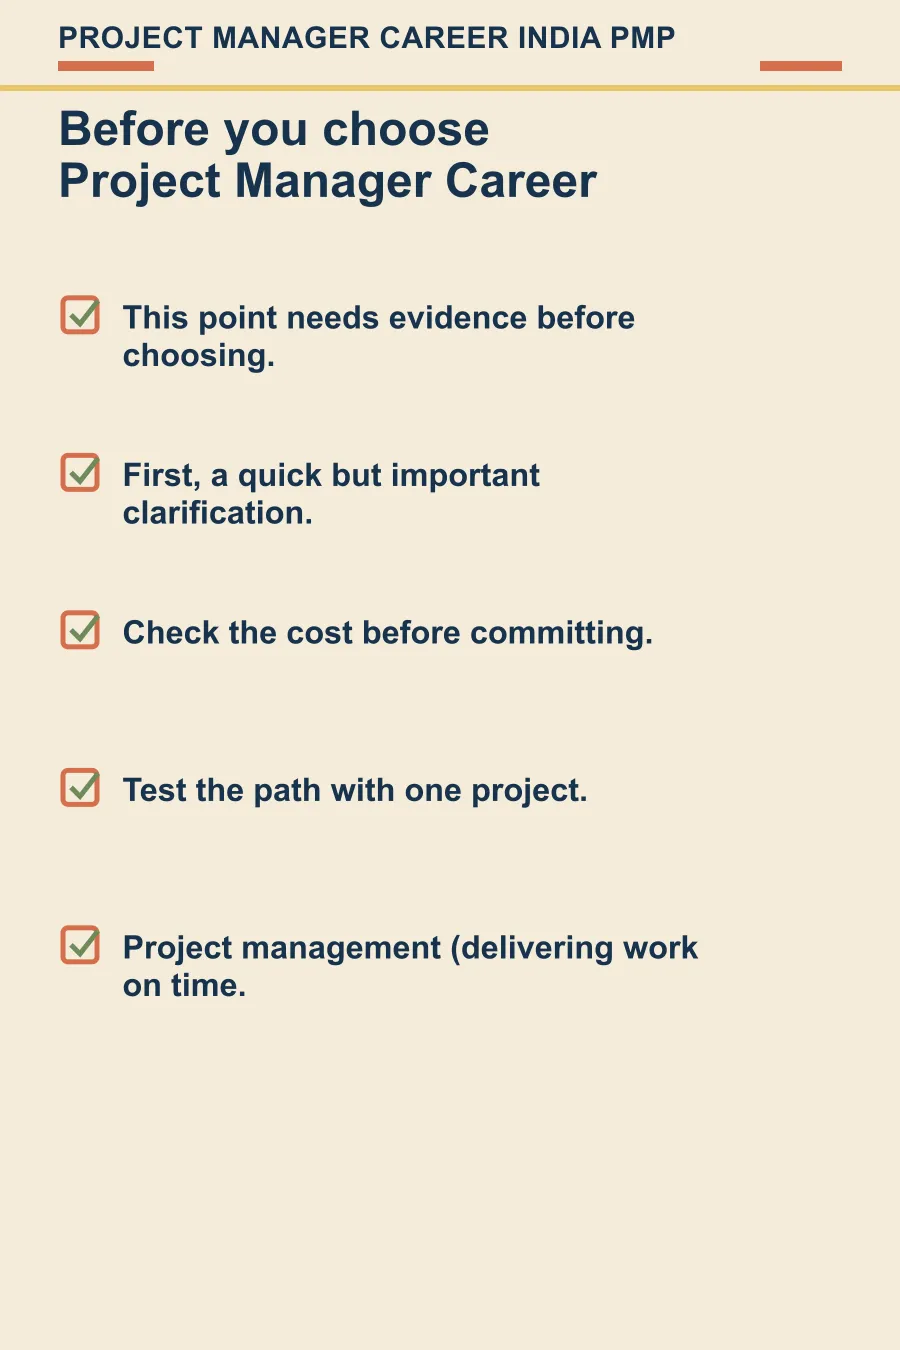 PROJECT MANAGER CAREER INDIA PMP
Before you choose
Project Manager Career
This point needs evidence before
choosing.
First, a quick but important
clarification.
Check the cost before committing.
Test the path with one project.
Project management (delivering work
on time.